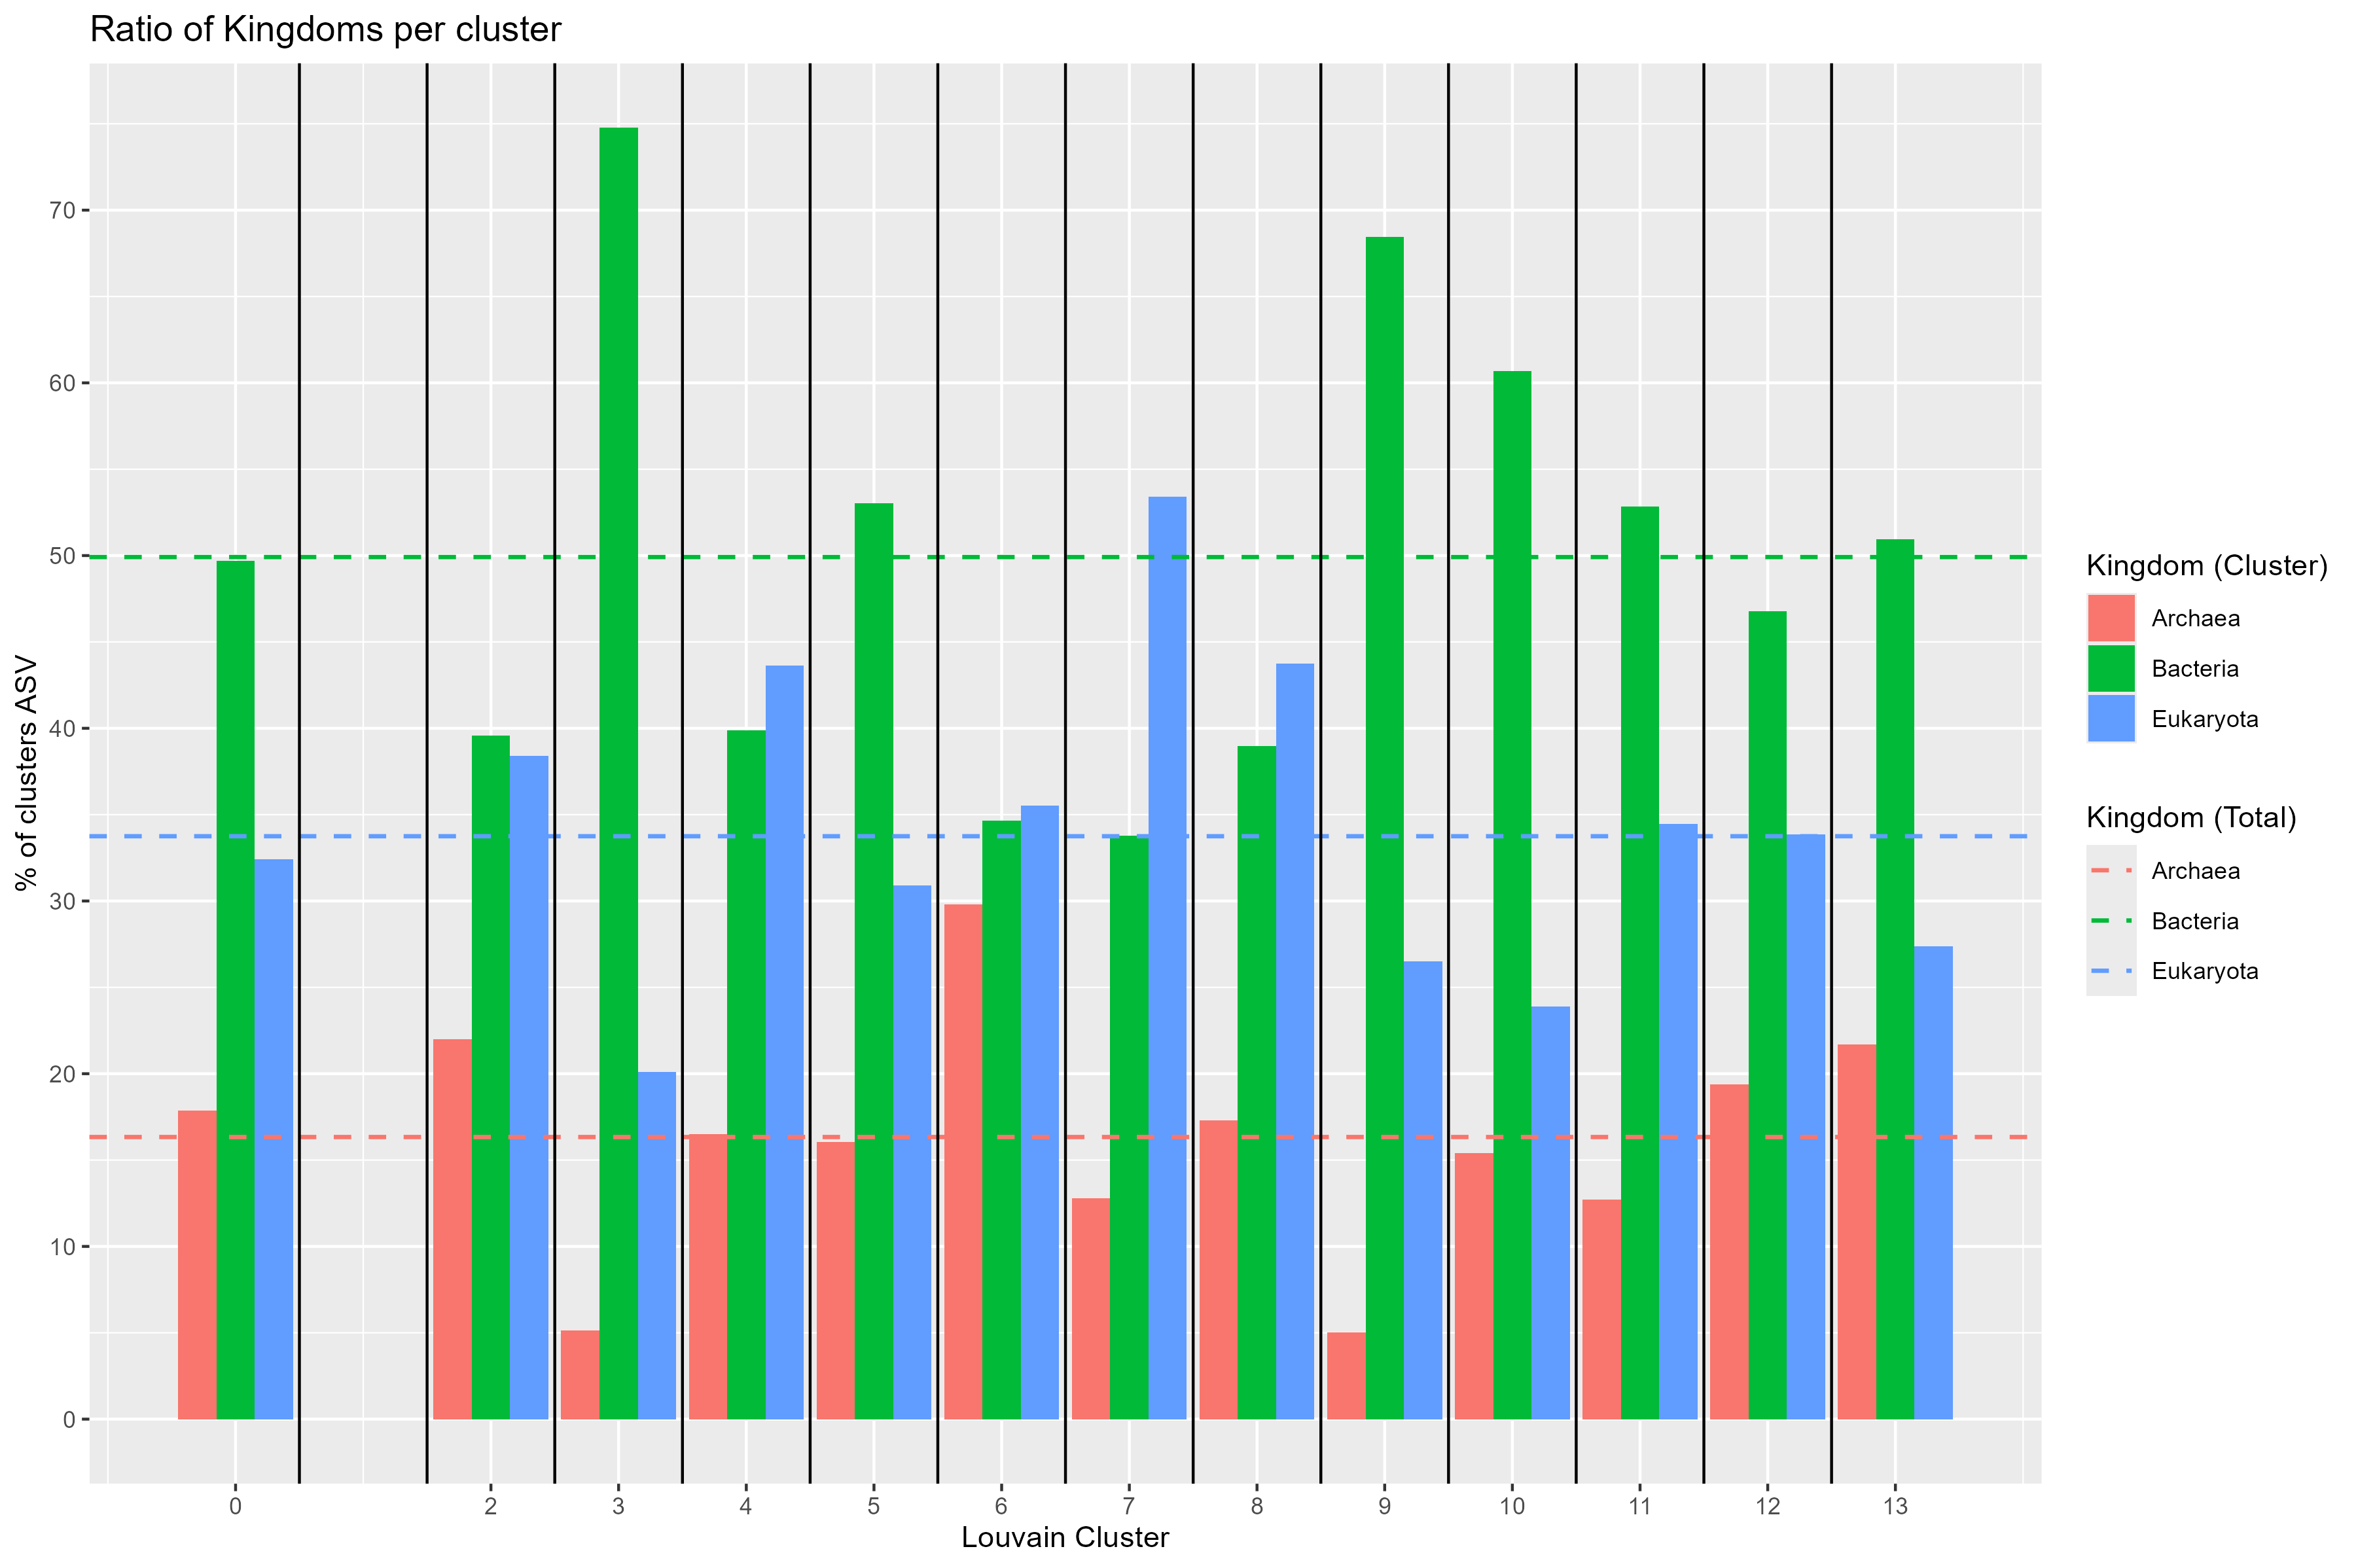 Ratio of Kingdoms per cluster
% of clusters ASV
70
60
50
40
30
20
10
0
0 2 3 4 5 6 7 8 9 10 11 12 13
Louvain Cluster
Kingdom (Cluster)
Archaea
Bacteria
Eukaryota
Kingdom (Total)
Archaea
Bacteria
Eukaryota